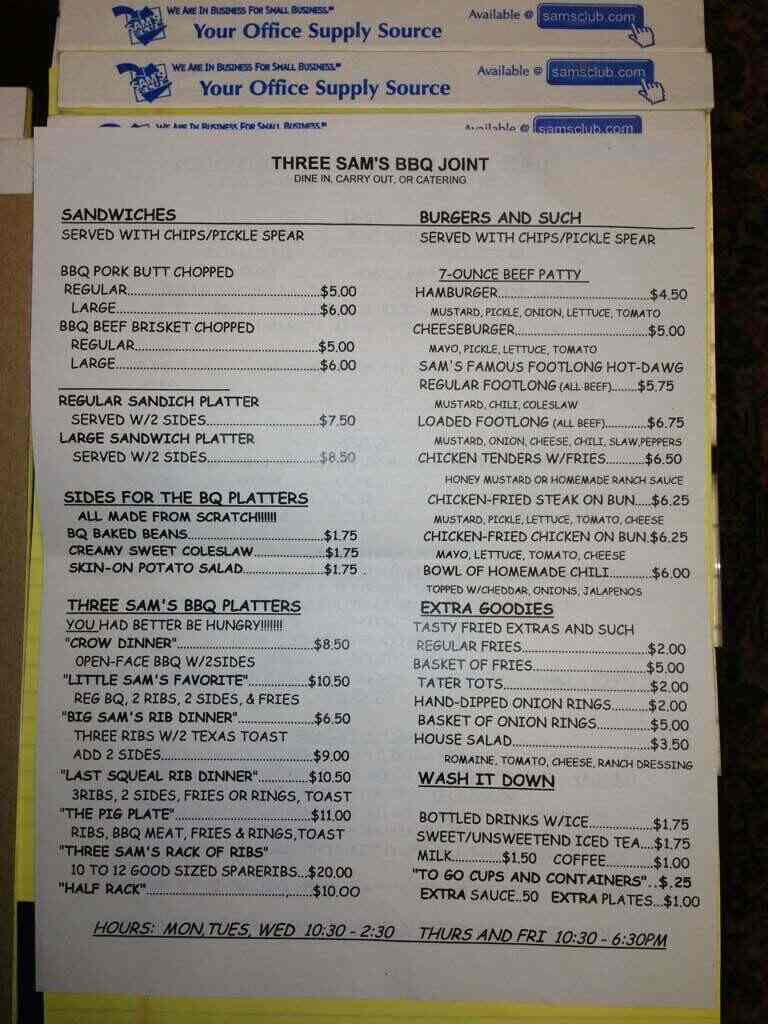 WE ARE IN BUSINESS FOR SMALL BUSINESS.℠
Your Office Supply Source
Available @ samsclub.com
SAM'S CLUB
WE ARE IN BUSINESS FOR SMALL BUSINESS.℠
Your Office Supply Source
Available @ samsclub.com
WE ARE IN BUSINESS FOR SMALL BUSINESS.℠
Available @ samsclub.com
THREE SAM'S BBQ JOINT
DINE IN, CARRY OUT, OR CATERING
SANDWICHES
SERVED WITH CHIPS/PICKLE SPEAR
BBQ PORK BUTT CHOPPED
REGULAR...$5.00
LARGE...$6.00
BBQ BEEF BRISKET CHOPPED
REGULAR...$5.00
LARGE...$6.00
REGULAR SANDICH PLATTER
SERVED W/2 SIDES...$7.50
LARGE SANDWICH PLATTER
SERVED W/2 SIDES...$8.50
SIDES FOR THE BQ PLATTERS
ALL MADE FROM SCRATCH!!!!!!
BQ BAKED BEANS...$1.75
CREAMY SWEET COLESLAW...$1.75
SKIN-ON POTATO SALAD...$1.75
THREE SAM'S BBQ PLATTERS
YOU HAD BETTER BE HUNGRY!!!!!!!
"CROW DINNER"...$8.50
OPEN-FACE BBQ W/2SIDES
"LITTLE SAM'S FAVORITE"...$10.50
REG BQ, 2 RIBS, 2 SIDES, & FRIES
"BIG SAM'S RIB DINNER"...$6.50
THREE RIBS W/2 TEXAS TOAST
ADD 2 SIDES...$9.00
"LAST SQUEAL RIB DINNER"...$10.50
3RIBS, 2 SIDES, FRIES OR RINGS, TOAST
"THE PIG PLATE"...$11.00
RIBS, BBQ MEAT, FRIES & RINGS,TOAST
"THREE SAM'S RACK OF RIBS"
10 TO 12 GOOD SIZED SPARERIBS...$20.00
"HALF RACK"...$10.00
BURGERS AND SUCH
SERVED WITH CHIPS/PICKLE SPEAR
7-OUNCE BEEF PATTY
HAMBURGER...$4.50
MUSTARD, PICKLE, ONION, LETTUCE, TOMATO
CHEESEBURGER...$5.00
MAYO, PICKLE, LETTUCE, TOMATO
SAM'S FAMOUS FOOTLONG HOT-DAWG
REGULAR FOOTLONG (ALL BEEF)...$5.75
MUSTARD, CHILI, COLESLAW
LOADED FOOTLONG (ALL BEEF)...$6.75
MUSTARD, ONION, CHEESE, CHILI, SLAW,PEPPERS
CHICKEN TENDERS W/FRIES...$6.50
HONEY MUSTARD OR HOMEMADE RANCH SAUCE
CHICKEN-FRIED STEAK ON BUN...$6.25
MUSTARD, PICKLE, LETTUCE, TOMATO, CHEESE
CHICKEN-FRIED CHICKEN ON BUN.$6.25
MAYO, LETTUCE, TOMATO, CHEESE
BOWL OF HOMEMADE CHILI...$6.00
TOPPED W/CHEDDAR, ONIONS, JALAPENOS
EXTRA GOODIES
TASTY FRIED EXTRAS AND SUCH
REGULAR FRIES...$2.00
BASKET OF FRIES...$5.00
TATER TOTS...$2.00
HAND-DIPPED ONION RINGS...$2.00
BASKET OF ONION RINGS...$5.00
HOUSE SALAD...$3.50
ROMAINE, TOMATO, CHEESE, RANCH DRESSING
WASH IT DOWN
BOTTLED DRINKS W/ICE...$1.75
SWEET/UNSWEETEND ICED TEA....$1.75
MILK...$1.50 COFFEE...$1.00
"TO GO CUPS AND CONTAINERS"..$.25
EXTRA SAUCE..50 EXTRA PLATES...$1.00
HOURS: MON,TUES, WED 10:30 - 2:30 THURS AND FRI 10:30 - 6:30PM